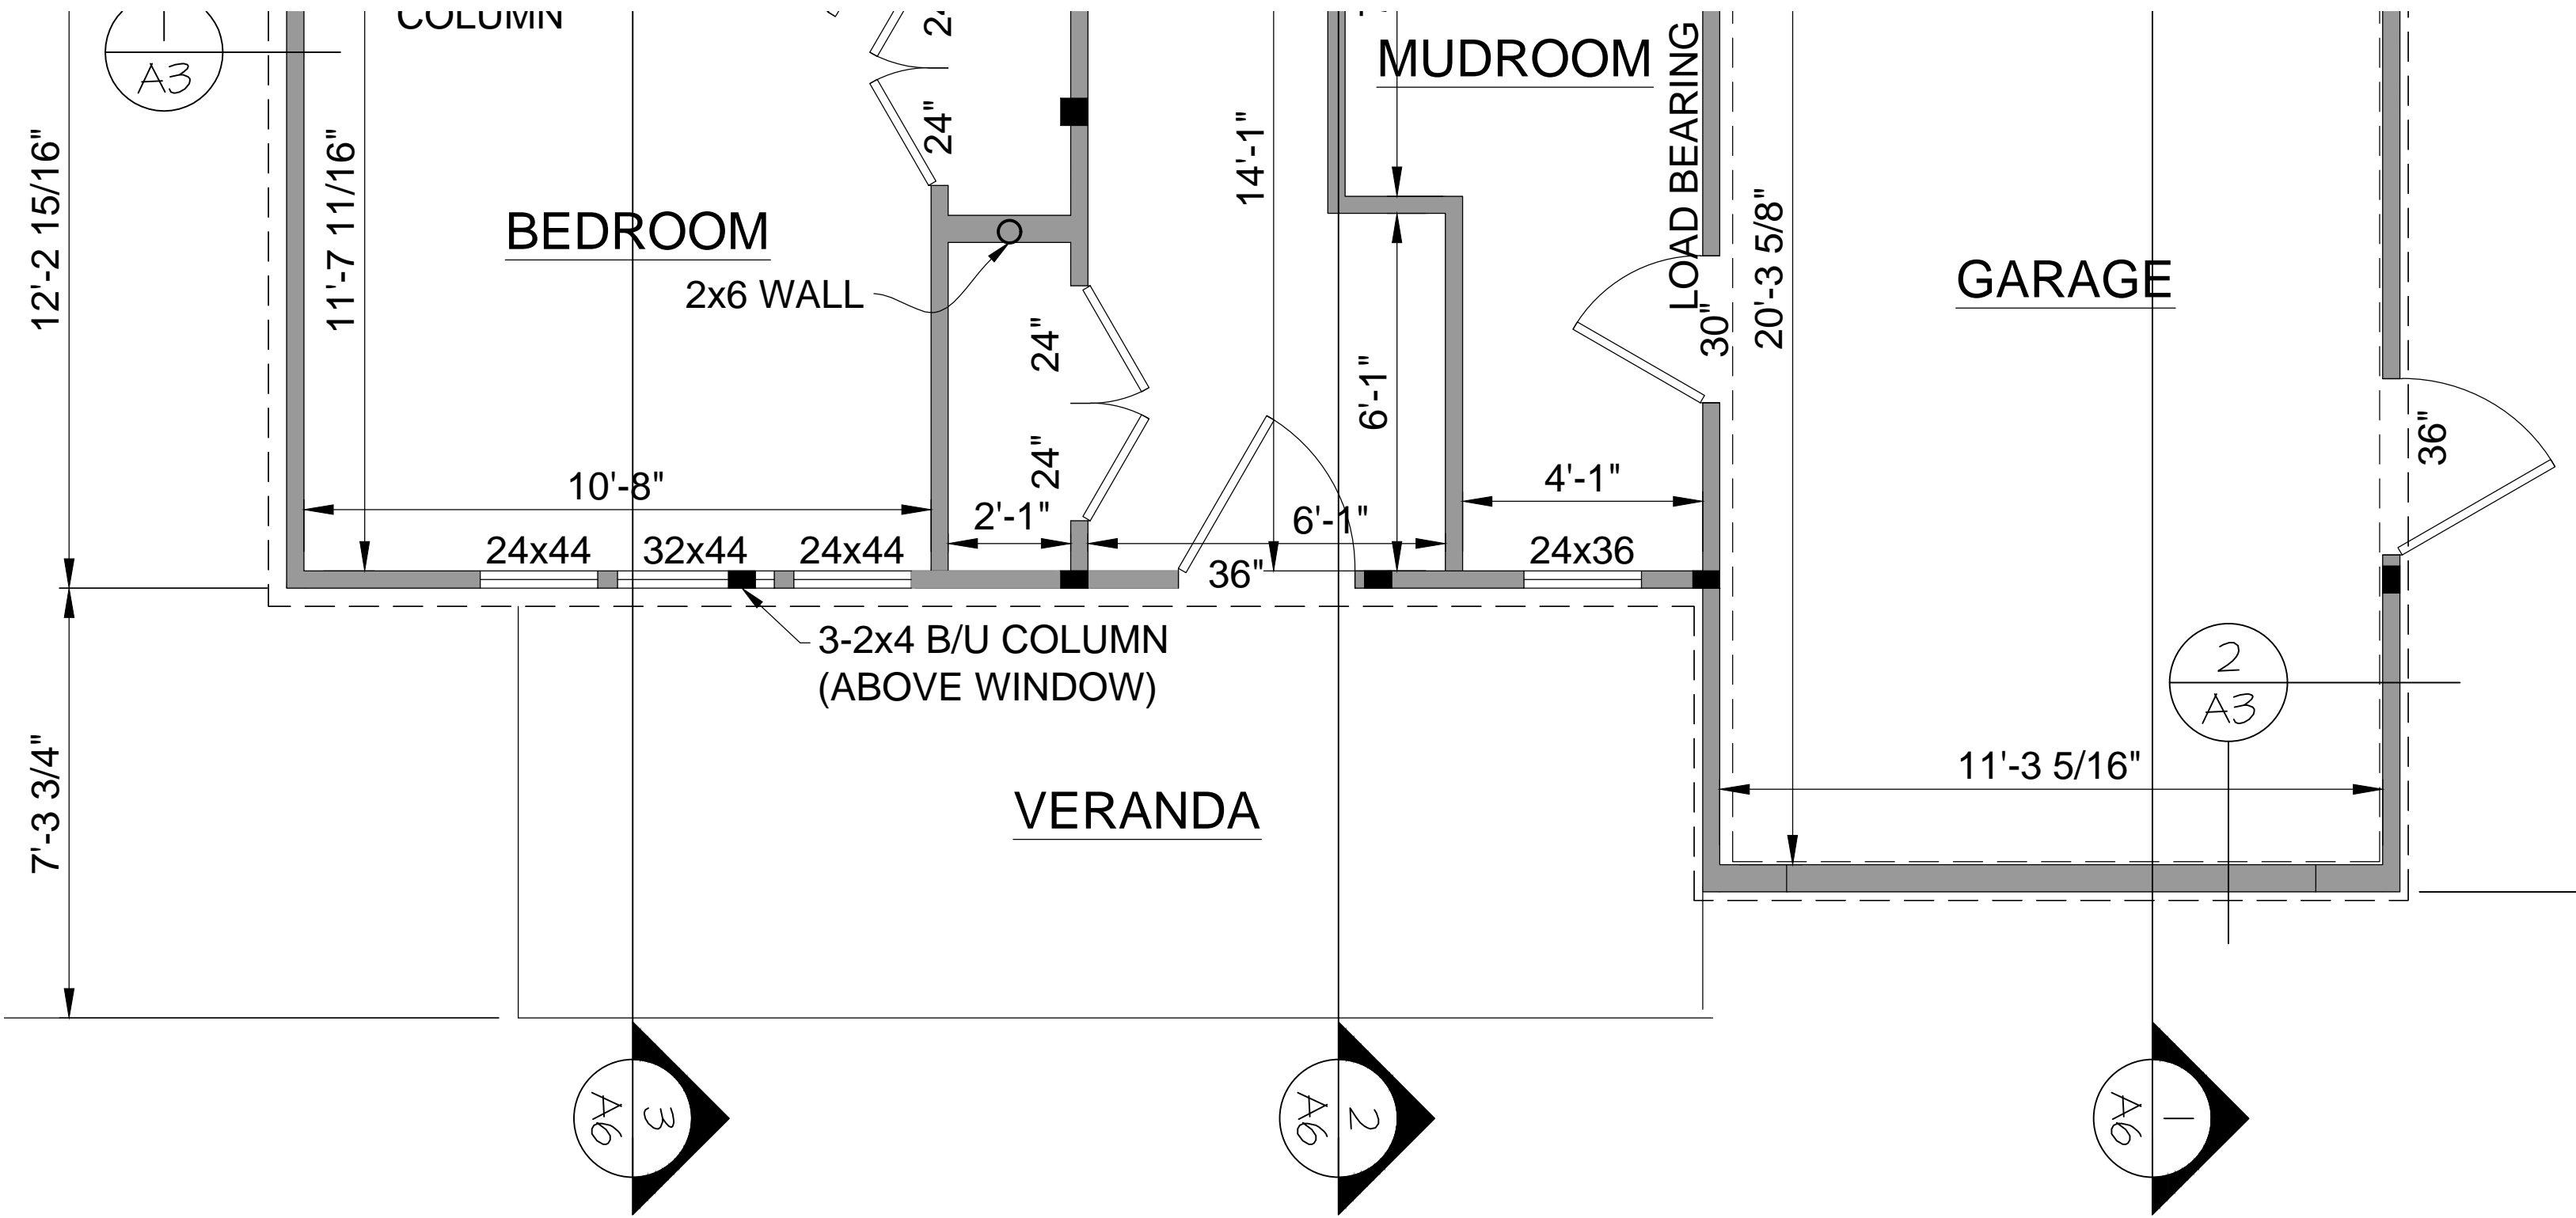 1
A3
COLUMN
24"
MUDROOM
LOAD BEARING
12'-2 15/16"
11'-7 11/16"
24"
14'-1"
20'-3 5/8"
BEDROOM
GARAGE
2x6 WALL
24"
30"
6'-1"
36"
24"
10'-8"
2'-1"
6'-1"
4'-1"
24x44
32x44
24x44
36"
24x36
3-2x4 B/U COLUMN
(ABOVE WINDOW)
2
A3
7'-3 3/4"
VERANDA
11'-3 5/16"
3
A6
2
A6
1
A6